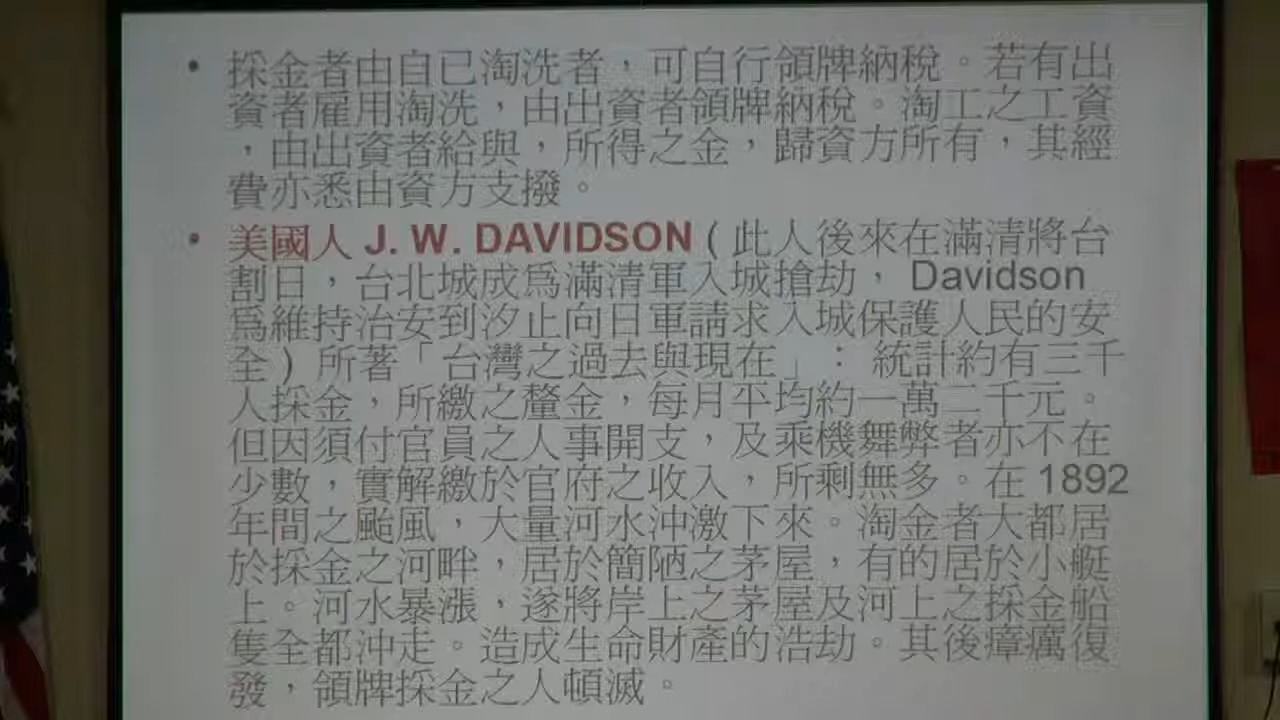 • 採金者由自己淘洗者，可自行領牌納稅。若有出
資者雇用淘洗，由出資者領牌納稅。淘工之工資
，由出資者給與，所得之金，歸資方所有，其經
費亦悉由資方支撥。
• 美國人 J. W. DAVIDSON ( 此人後來在滿清將台
割日，台北城成為滿清軍入城搶劫， Davidson
為維持治安到汐止向日軍請求入城保護人民的安
全 ) 所著「台灣之過去與現在」： 統計約有三千
人採金，所繳之釐金，每月平均約一萬二千元。
但因須付官員之人事開支，及乘機舞弊者亦不在
少數，實解繳於官府之收入，所剩無多。在 1892
年間之颱風，大量河水沖激下來。淘金者大都居
於採金之河畔，居於簡陋之茅屋，有的居於小艇
上。河水暴漲，遂將岸上之茅屋及河上之採金船
隻全都沖走。造成生命財產的浩劫。其後瘴癘復
發，領牌採金之人頓滅。